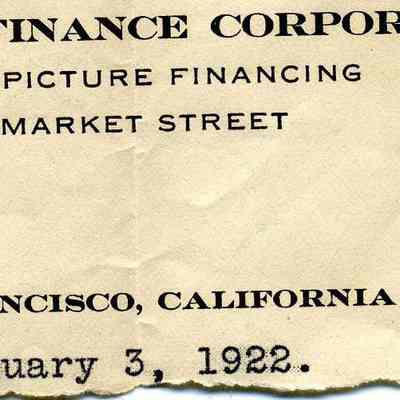 FINANCE CORPOR
PICTURE FINANCING
MARKET STREET
NCISCO, CALIFORNIA
uary 3, 1922.